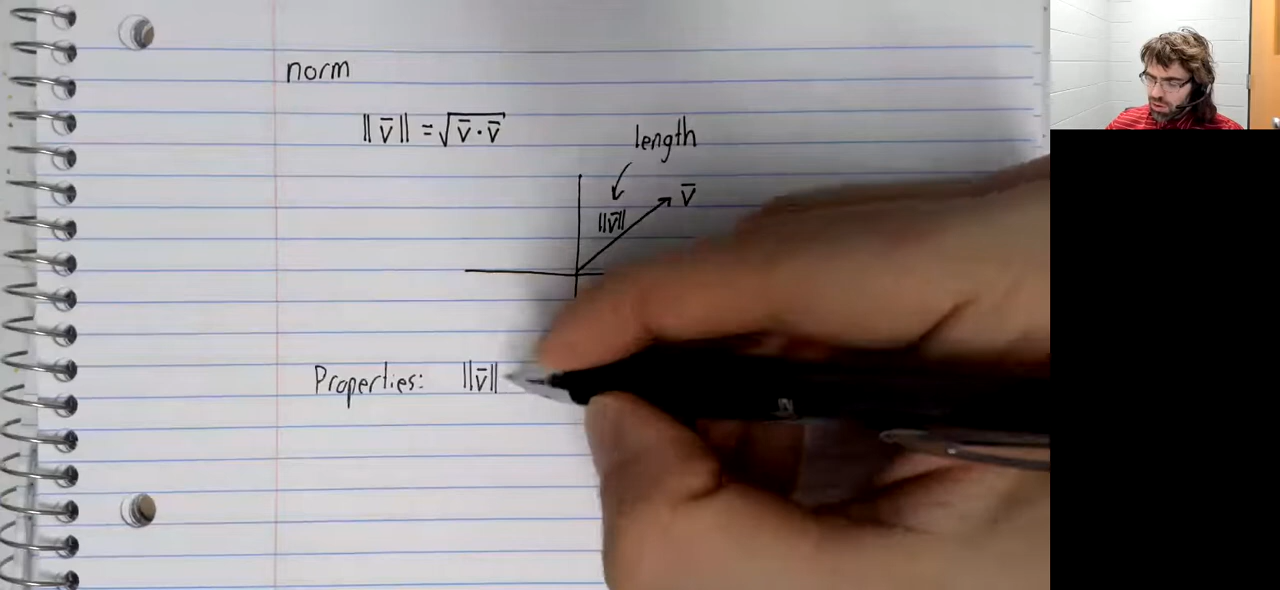 norm
||v̄|| = √v̄·v̄
length
||v̄||
v̄
Properties: ||v̄||